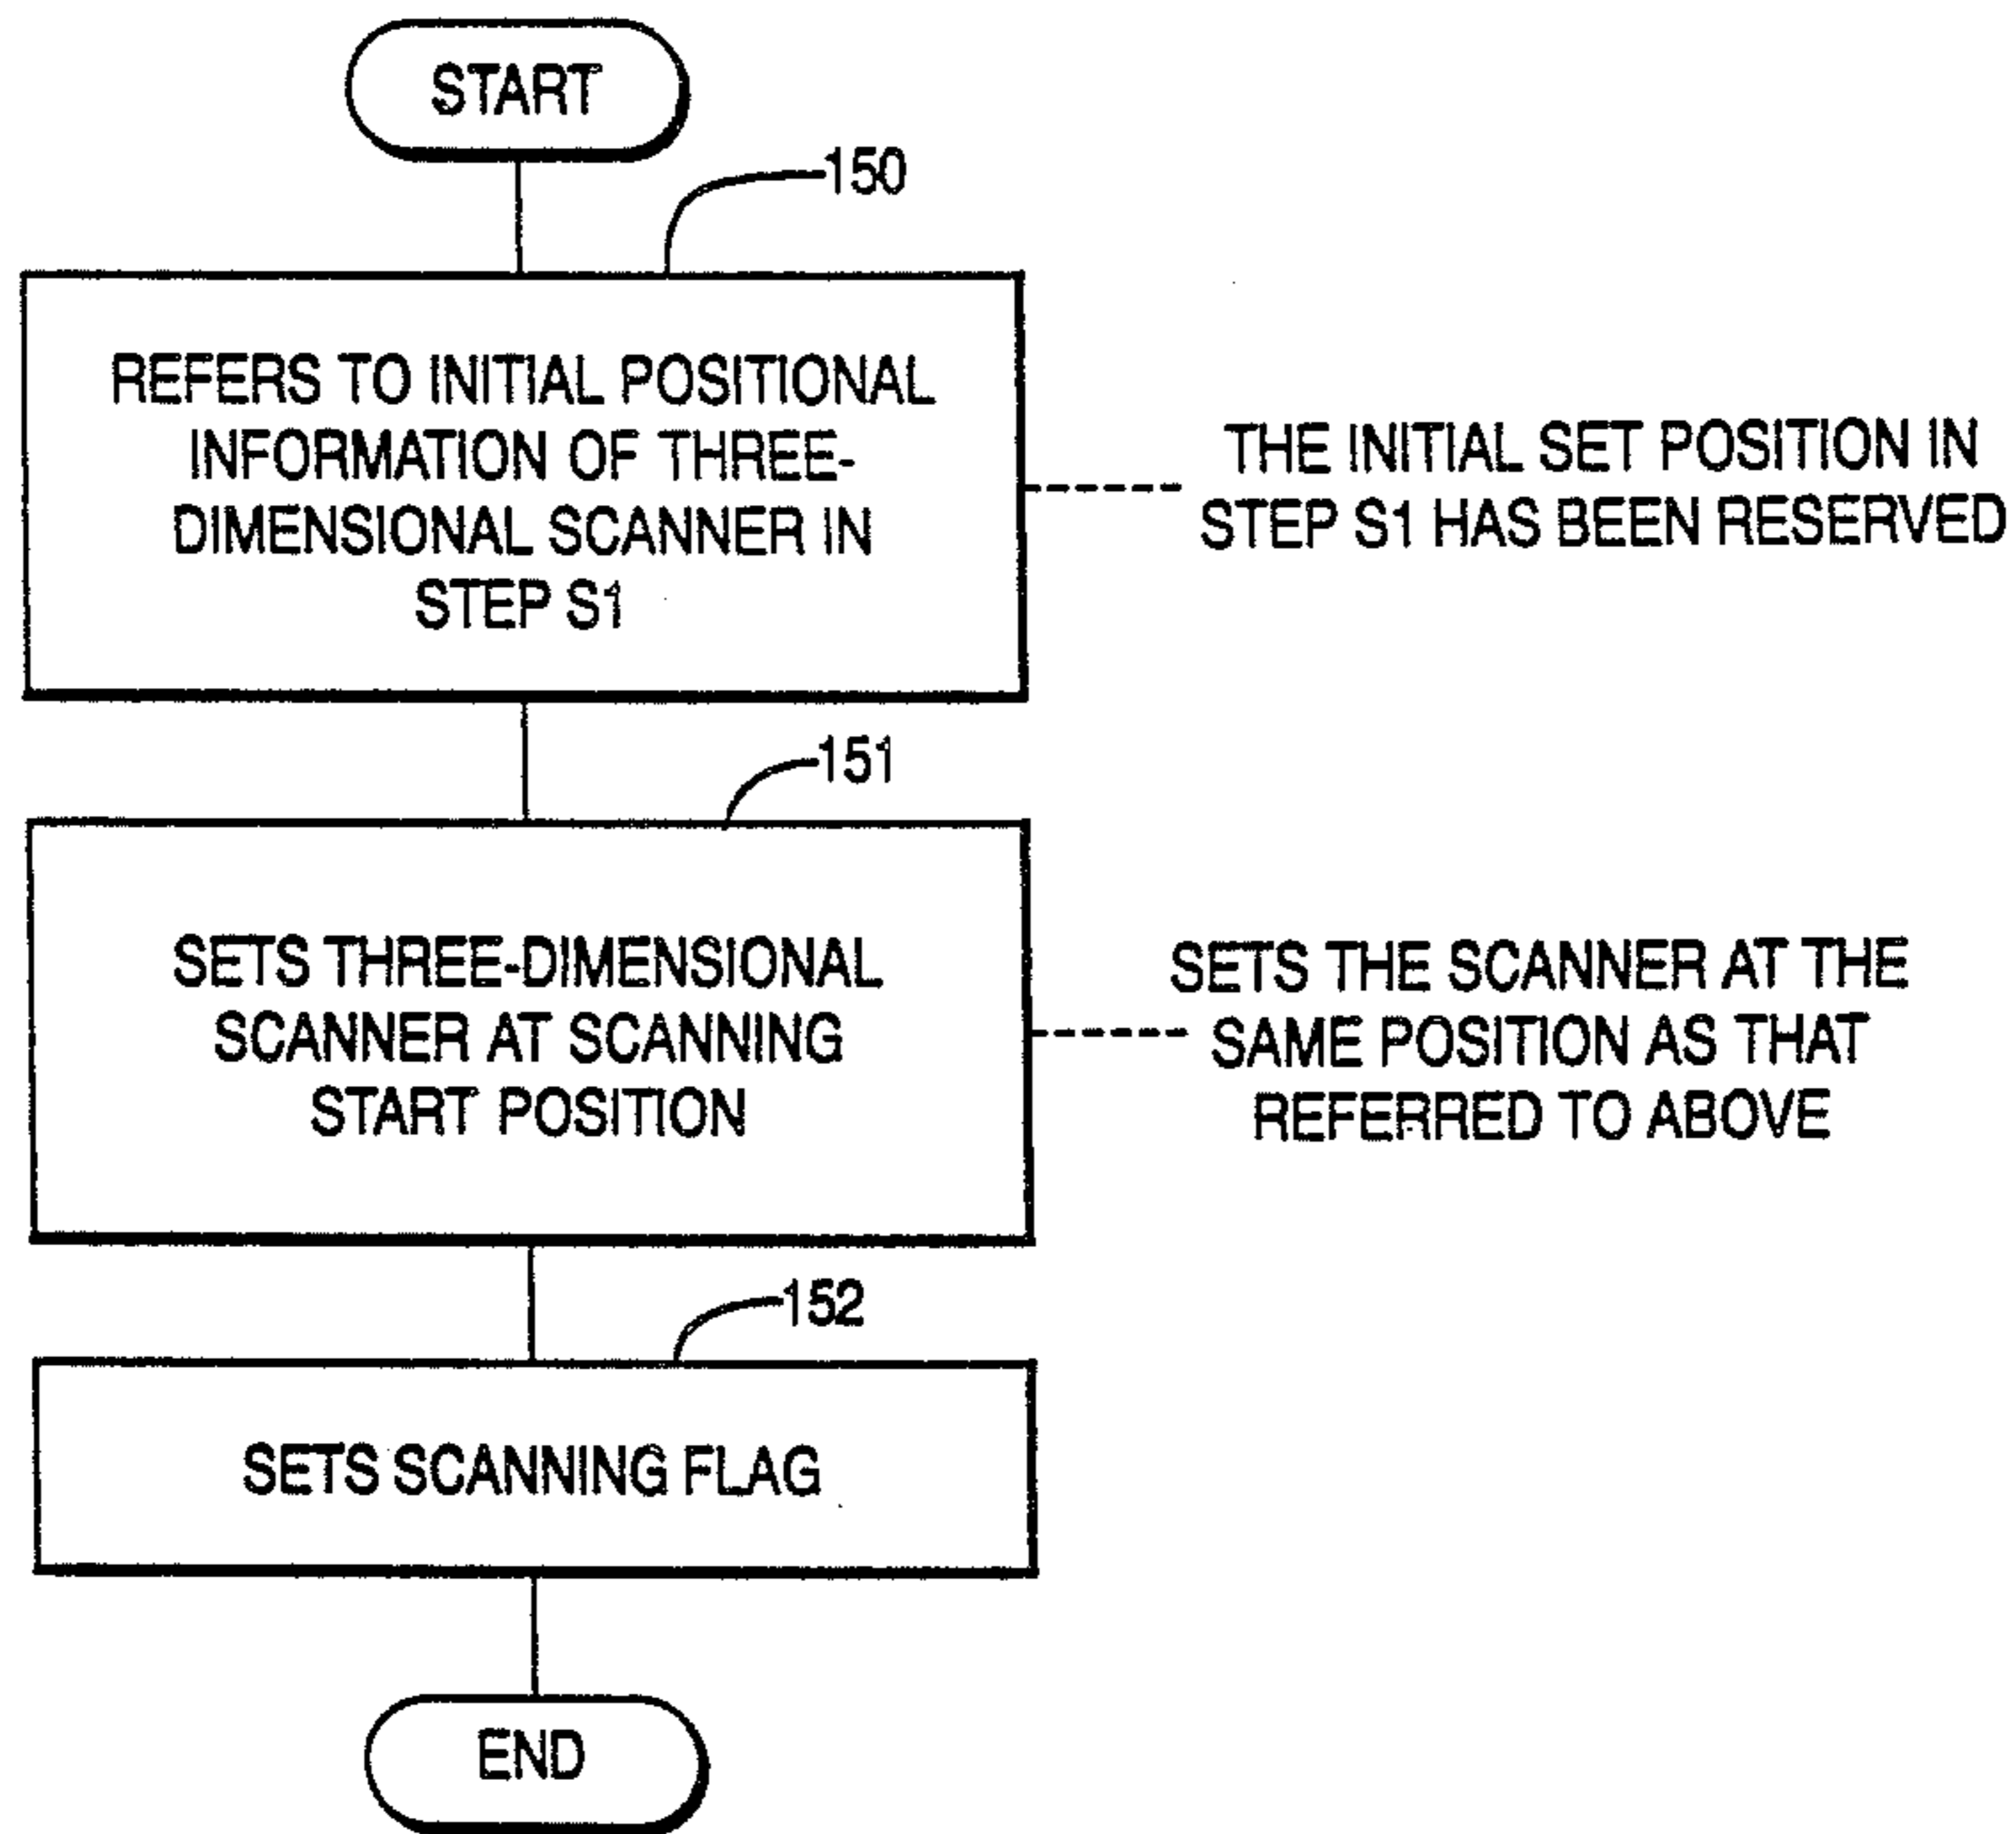 START
150
REFERS TO INITIAL POSITIONAL
INFORMATION OF THREE-
DIMENSIONAL SCANNER IN
STEP S1
THE INITIAL SET POSITION IN
STEP S1 HAS BEEN RESERVED
151
SETS THREE-DIMENSIONAL
SCANNER AT SCANNING
START POSITION
SETS THE SCANNER AT THE
SAME POSITION AS THAT
REFERRED TO ABOVE
152
SETS SCANNING FLAG
END